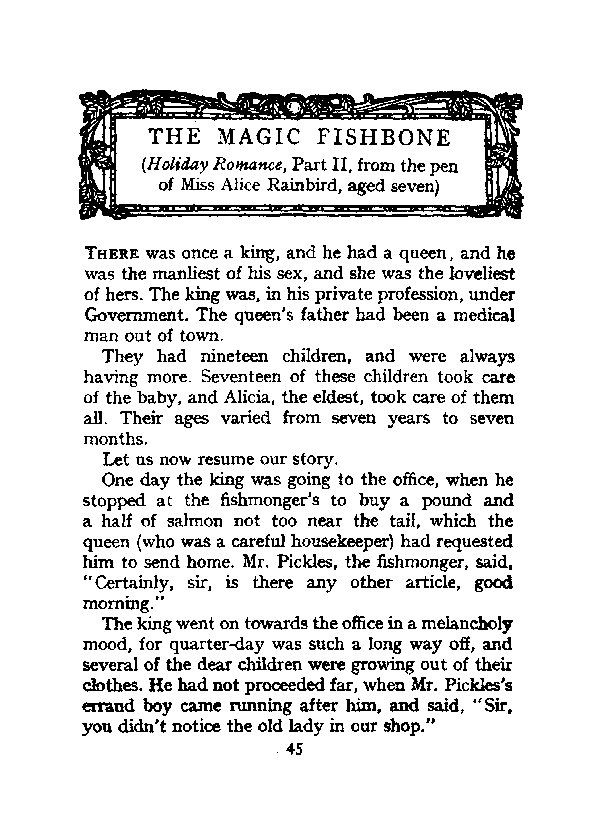 THE MAGIC FISHBONE
(Holiday Romance, Part II, from the pen
of Miss Alice Rainbird, aged seven)
THERE was once a king, and he had a queen, and he
was the manliest of his sex, and she was the loveliest
of hers. The king was, in his private profession, under
Government. The queen's father had been a medical
man out of town.
They had nineteen children, and were always
having more. Seventeen of these children took care
of the baby, and Alicia, the eldest, took care of them
all. Their ages varied from seven years to seven
months.
Let us now resume our story.
One day the king was going to the office, when he
stopped at the fishmonger's to buy a pound and
a half of salmon not too near the tail, which the
queen (who was a careful housekeeper) had requested
him to send home. Mr. Pickles, the fishmonger, said,
"Certainly, sir, is there any other article, good
morning."
The king went on towards the office in a melancholy
mood, for quarter-day was such a long way off, and
several of the dear children were growing out of their
clothes. He had not proceeded far, when Mr. Pickles's
errand boy came running after him, and said, "Sir,
you didn't notice the old lady in our shop."
45